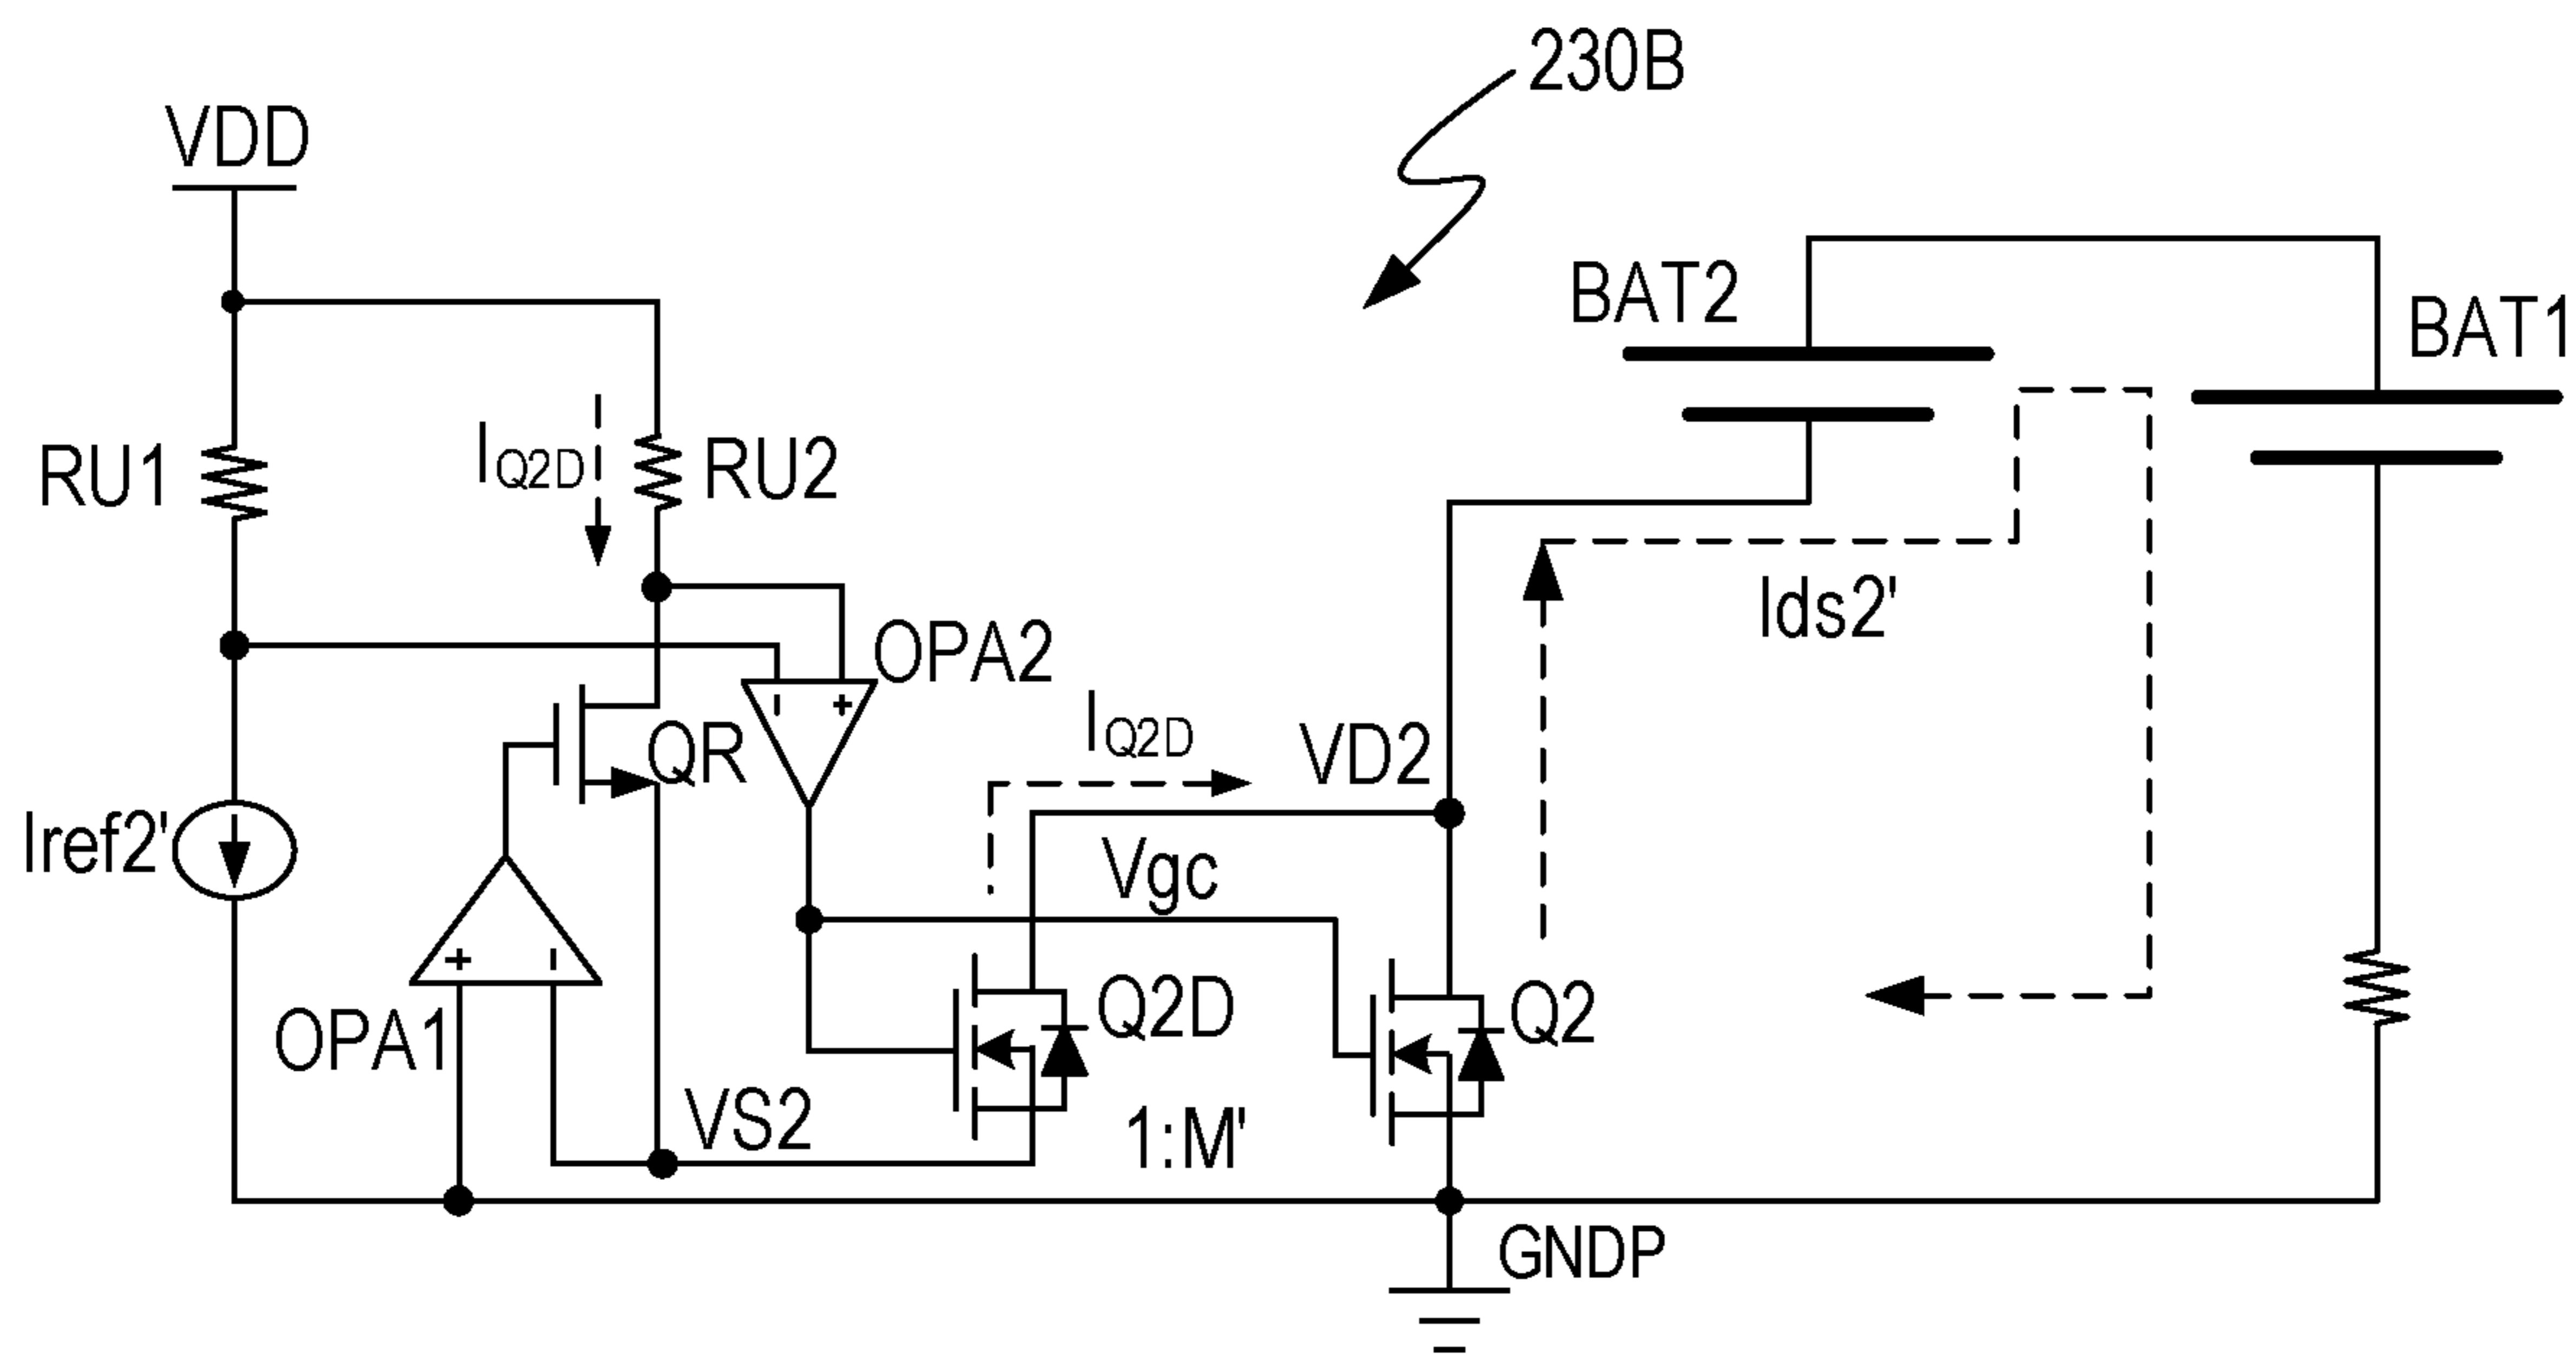 230B
VDD
BAT2
BAT1
RU1
IQ2D
RU2
Ids2'
OPA2
IQ2D
VD2
QR
Iref2'
Vgc
+ -
- +
OPA1
Q2D
Q2
VS2
1:M'
GNDP